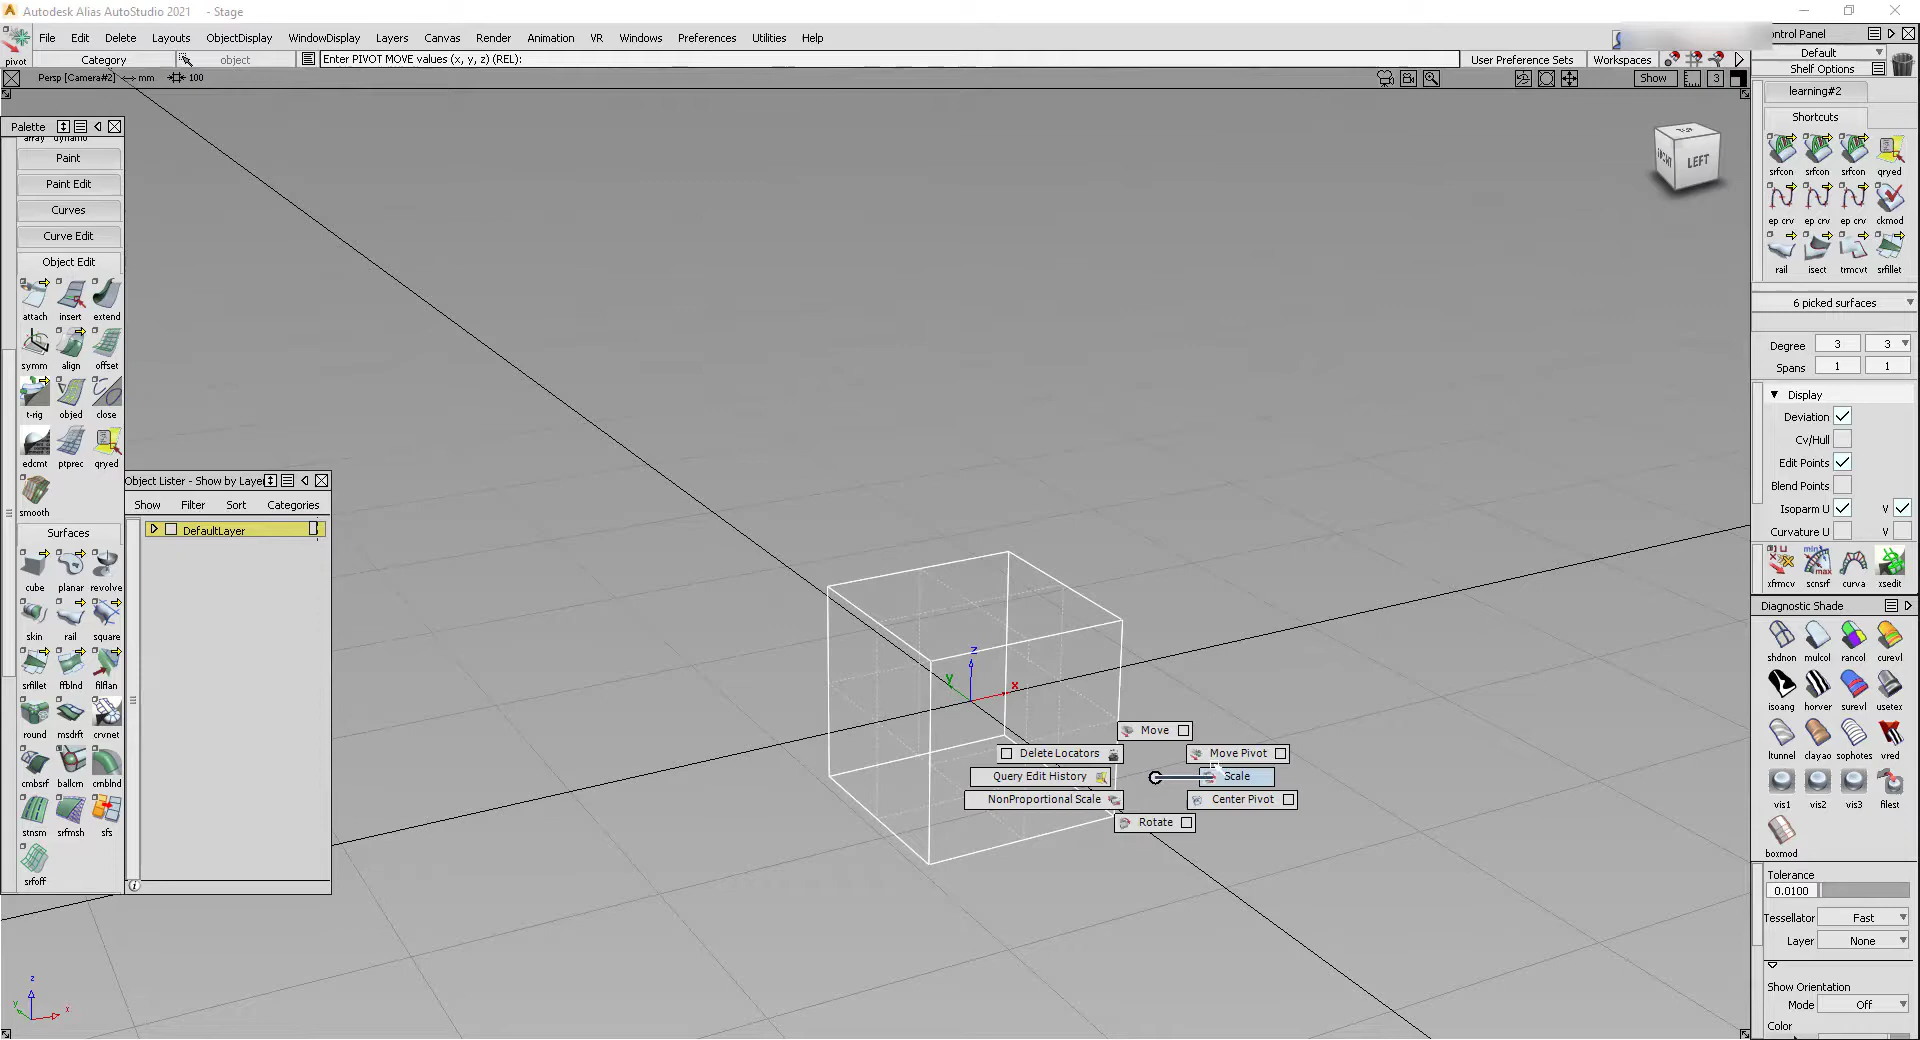 Autodesk Alias AutoStudio 2021 - Stage
File Edit Delete Layouts ObjectDisplay WindowDisplay Layers Canvas Render Animation VR Windows Preferences Utilities Help
pivot
Category object Enter PIVOT MOVE values (x, y, z) (REL): User Preference Sets Workspaces
Persp [Camera#2] mm 100 Show 3
Palette
array dynamo
Paint
Paint Edit
Curves
Curve Edit
Object Edit
attach insert extend
symm align offset
t-rig objed close
edcmt ptprec qryed
smooth
Surfaces
cube planar revolve
skin rail square
srfillet ffblnd filflan
round msdrft crvnet
cmbsrf ballcrn cmblnd
stnsm srfmsh sfs
srfoff
Object Lister - Show by Layer
Show Filter Sort Categories
DefaultLayer
TOP
FRONT
LEFT
z
y
x
Move
Delete Locators Move Pivot
Query Edit History Scale
NonProportional Scale Center Pivot
Rotate
z
y
x
ontrol Panel
Default
Shelf Options
learning#2
Shortcuts
srfcon srfcon srfcon qryed
ep crv ep crv ep crv ckmod
rail isect trmcvt srfillet
6 picked surfaces
Degree 3 3
Spans 1 1
Display
Deviation
Cv/Hull
Edit Points
Blend Points
Isoparm U V
Curvature U V
xfrmcv scnsrf curva xsedit
Diagnostic Shade
shdnon mulcol rancol curevl
isoang horver surevl usetex
ltunnel clayao sophotes vred
vis1 vis2 vis3 filest
boxmod
Tolerance
0.0100
Tessellator Fast
Layer None
Show Orientation
Mode Off
Color